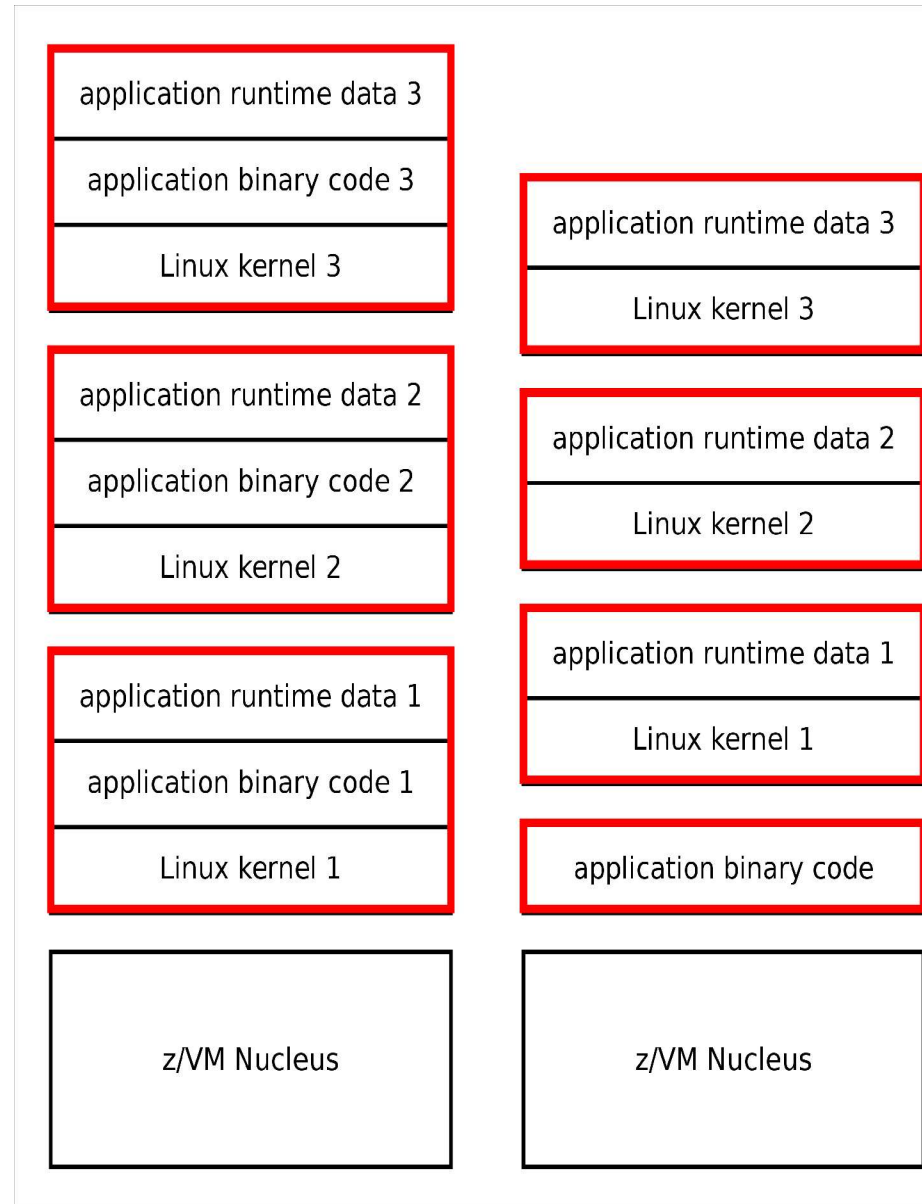 application runtime data 3
application binary code 3
Linux kernel 3
application runtime data 2
application binary code 2
Linux kernel 2
application runtime data 1
application binary code 1
Linux kernel 1
z/VM Nucleus
application runtime data 3
Linux kernel 3
application runtime data 2
Linux kernel 2
application runtime data 1
Linux kernel 1
application binary code
z/VM Nucleus